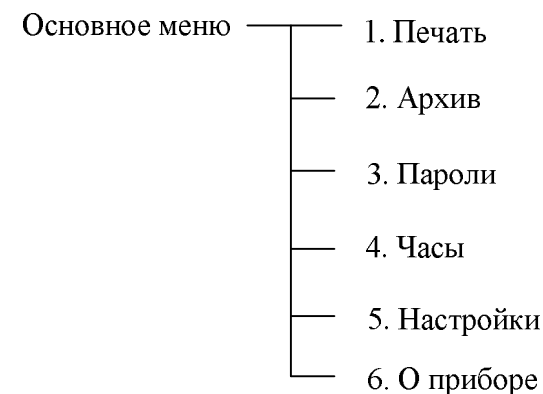 Основное меню
1. Печать
2. Архив
3. Пароли
4. Часы
5. Настройки
6. О приборе